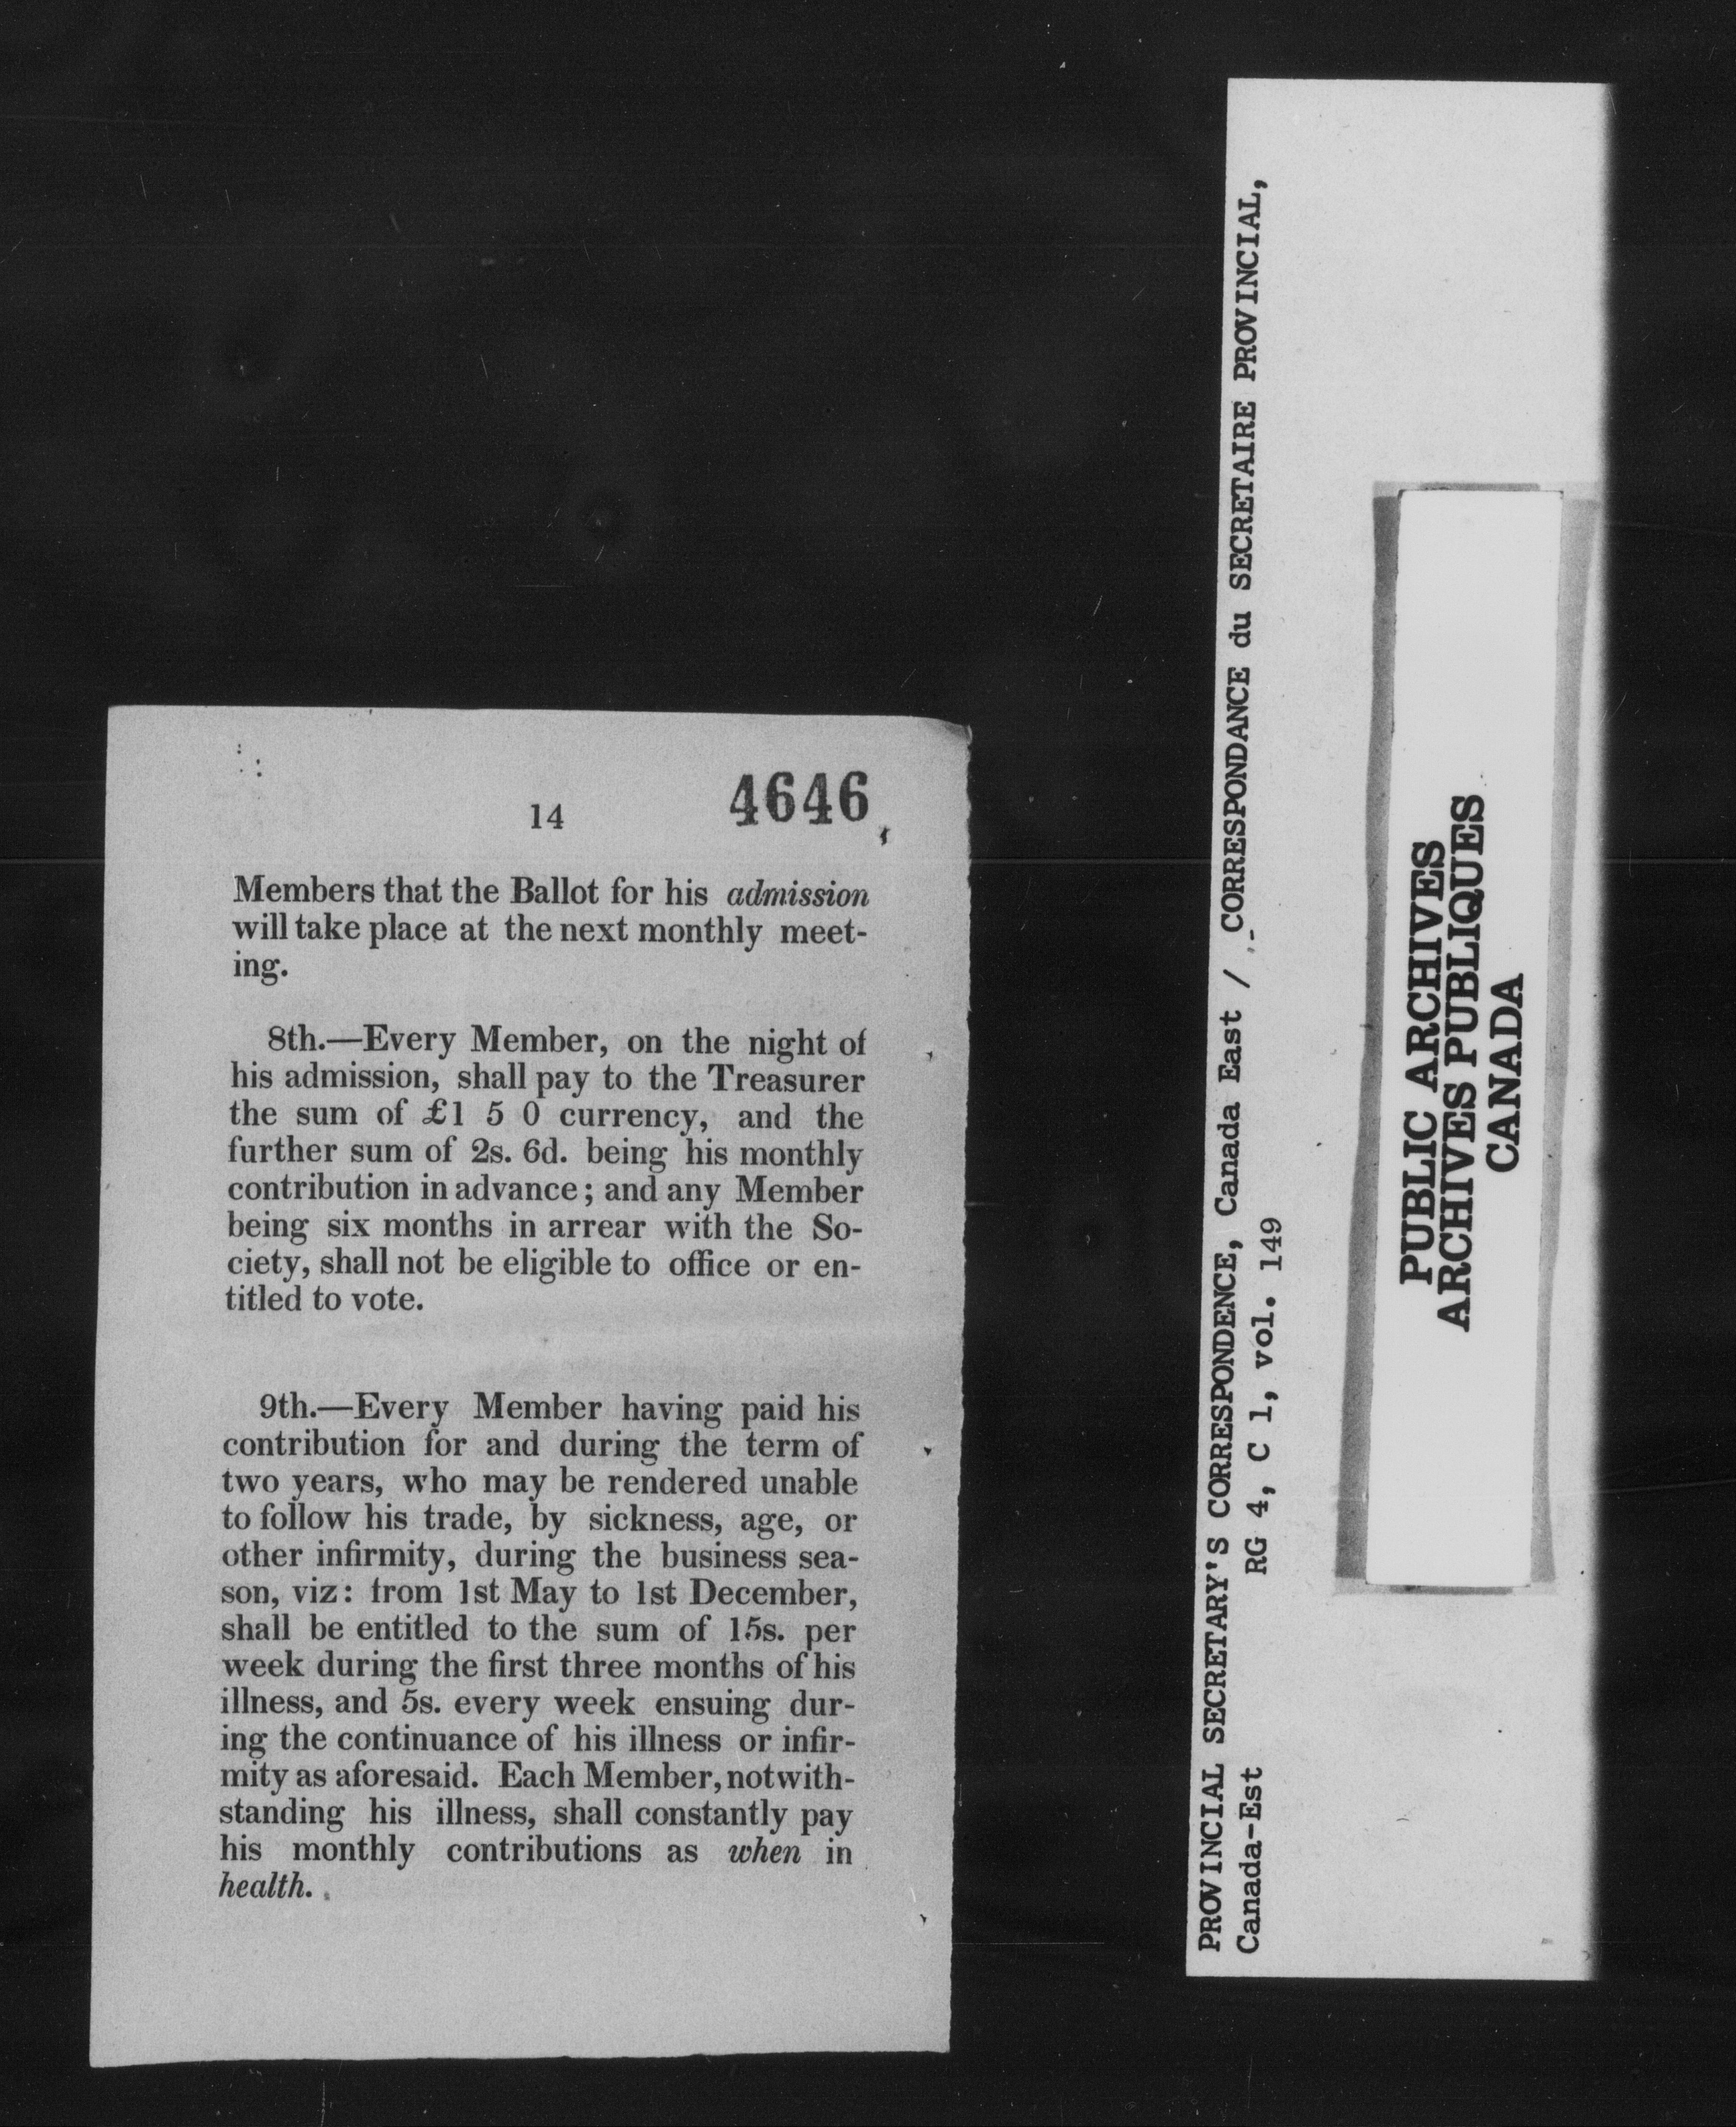 14
4646
Members that the Ballot for his admission
will take place at the next monthly meet-
ing.
8th.—Every Member, on the night of
his admission, shall pay to the Treasurer
the sum of £1 5 0 currency, and the
further sum of 2s. 6d. being his monthly
contribution in advance; and any Member
being six months in arrear with the So-
ciety, shall not be eligible to office or en-
titled to vote.
9th.—Every Member having paid his
contribution for and during the term of
two years, who may be rendered unable
to follow his trade, by sickness, age, or
other infirmity, during the business sea-
son, viz: from 1st May to 1st December,
shall be entitled to the sum of 15s. per
week during the first three months of his
illness, and 5s. every week ensuing dur-
ing the continuance of his illness or infir-
mity as aforesaid. Each Member, notwith-
standing his illness, shall constantly pay
his monthly contributions as when in
health.
PROVINCIAL SECRETARY'S CORRESPONDENCE, Canada East / CORRESPONDANCE du SECRETAIRE PROVINCIAL,
Canada-Est RG 4, C 1, vol. 149
PUBLIC ARCHIVES
ARCHIVES PUBLIQUES
CANADA